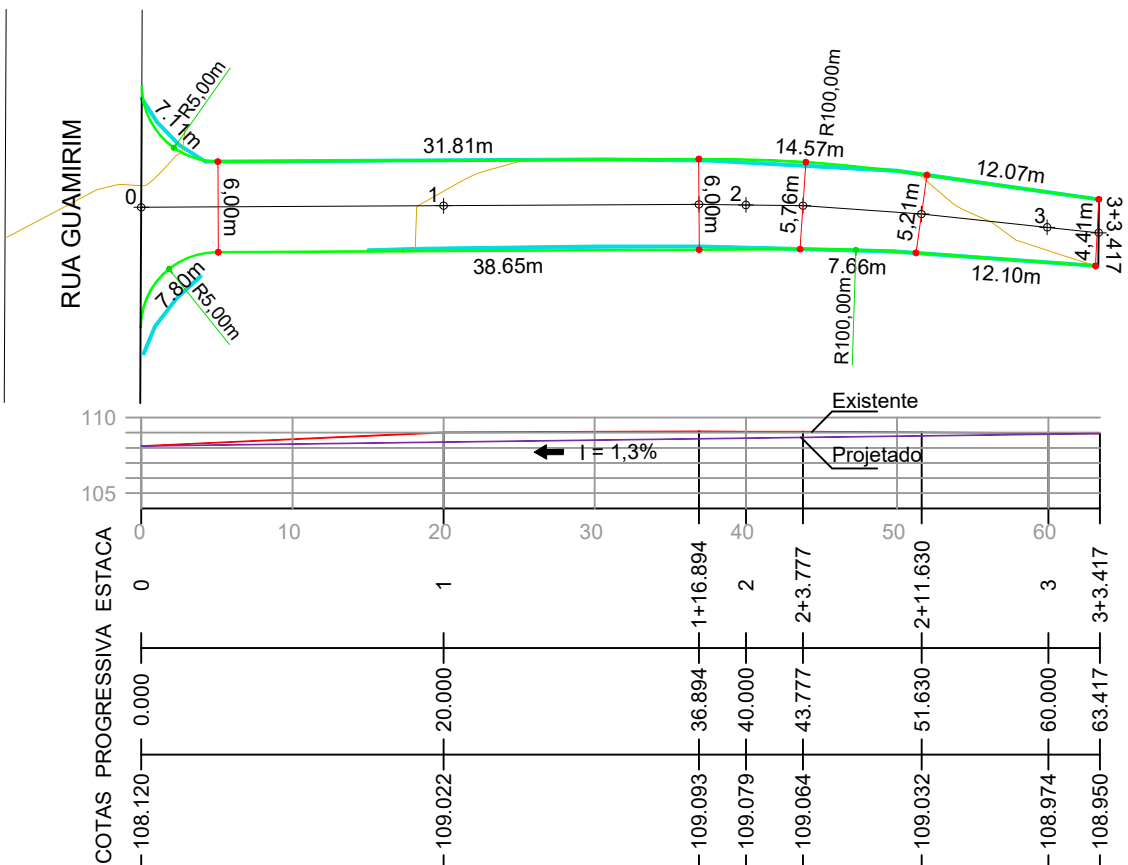 RUA GUAMIRIM
7.11m
R5,00m
31.81m
14.57m
R100,00m
12.07m
0
6,00m
1
6,00m
2
5,76m
5,21m
3
4,41m
3+3,417
7.80m
R5,00m
38.65m
7.66m
R100,00m
12.10m
110
105
Existente
Projetado
I = 1,3%
0 10 20 30 40 50 60
ESTACA 0 1 1+16.894 2 2+3.777 2+11.630 3 3+3.417
PROGRESSIVA 0.000 20.000 36.894 40.000 43.777 51.630 60.000 63.417
COTAS 108.120 109.022 109.093 109.079 109.064 109.032 108.974 108.950